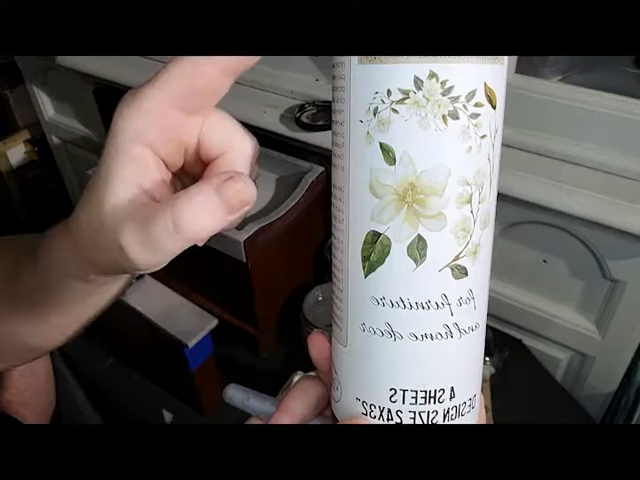 for furniture
and home decor
4 SHEETS
DESIGN SIZE 24X32"